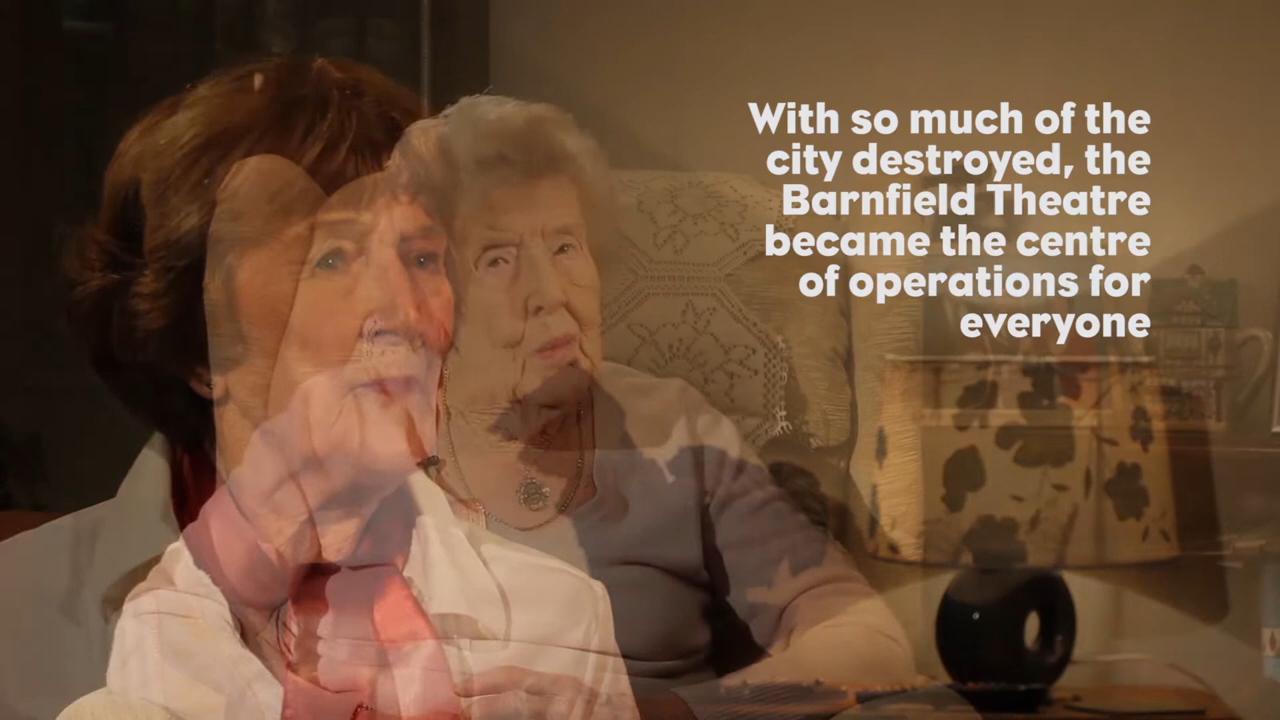 With so much of the
city destroyed, the
Barnfield Theatre
became the centre
of operations for
everyone